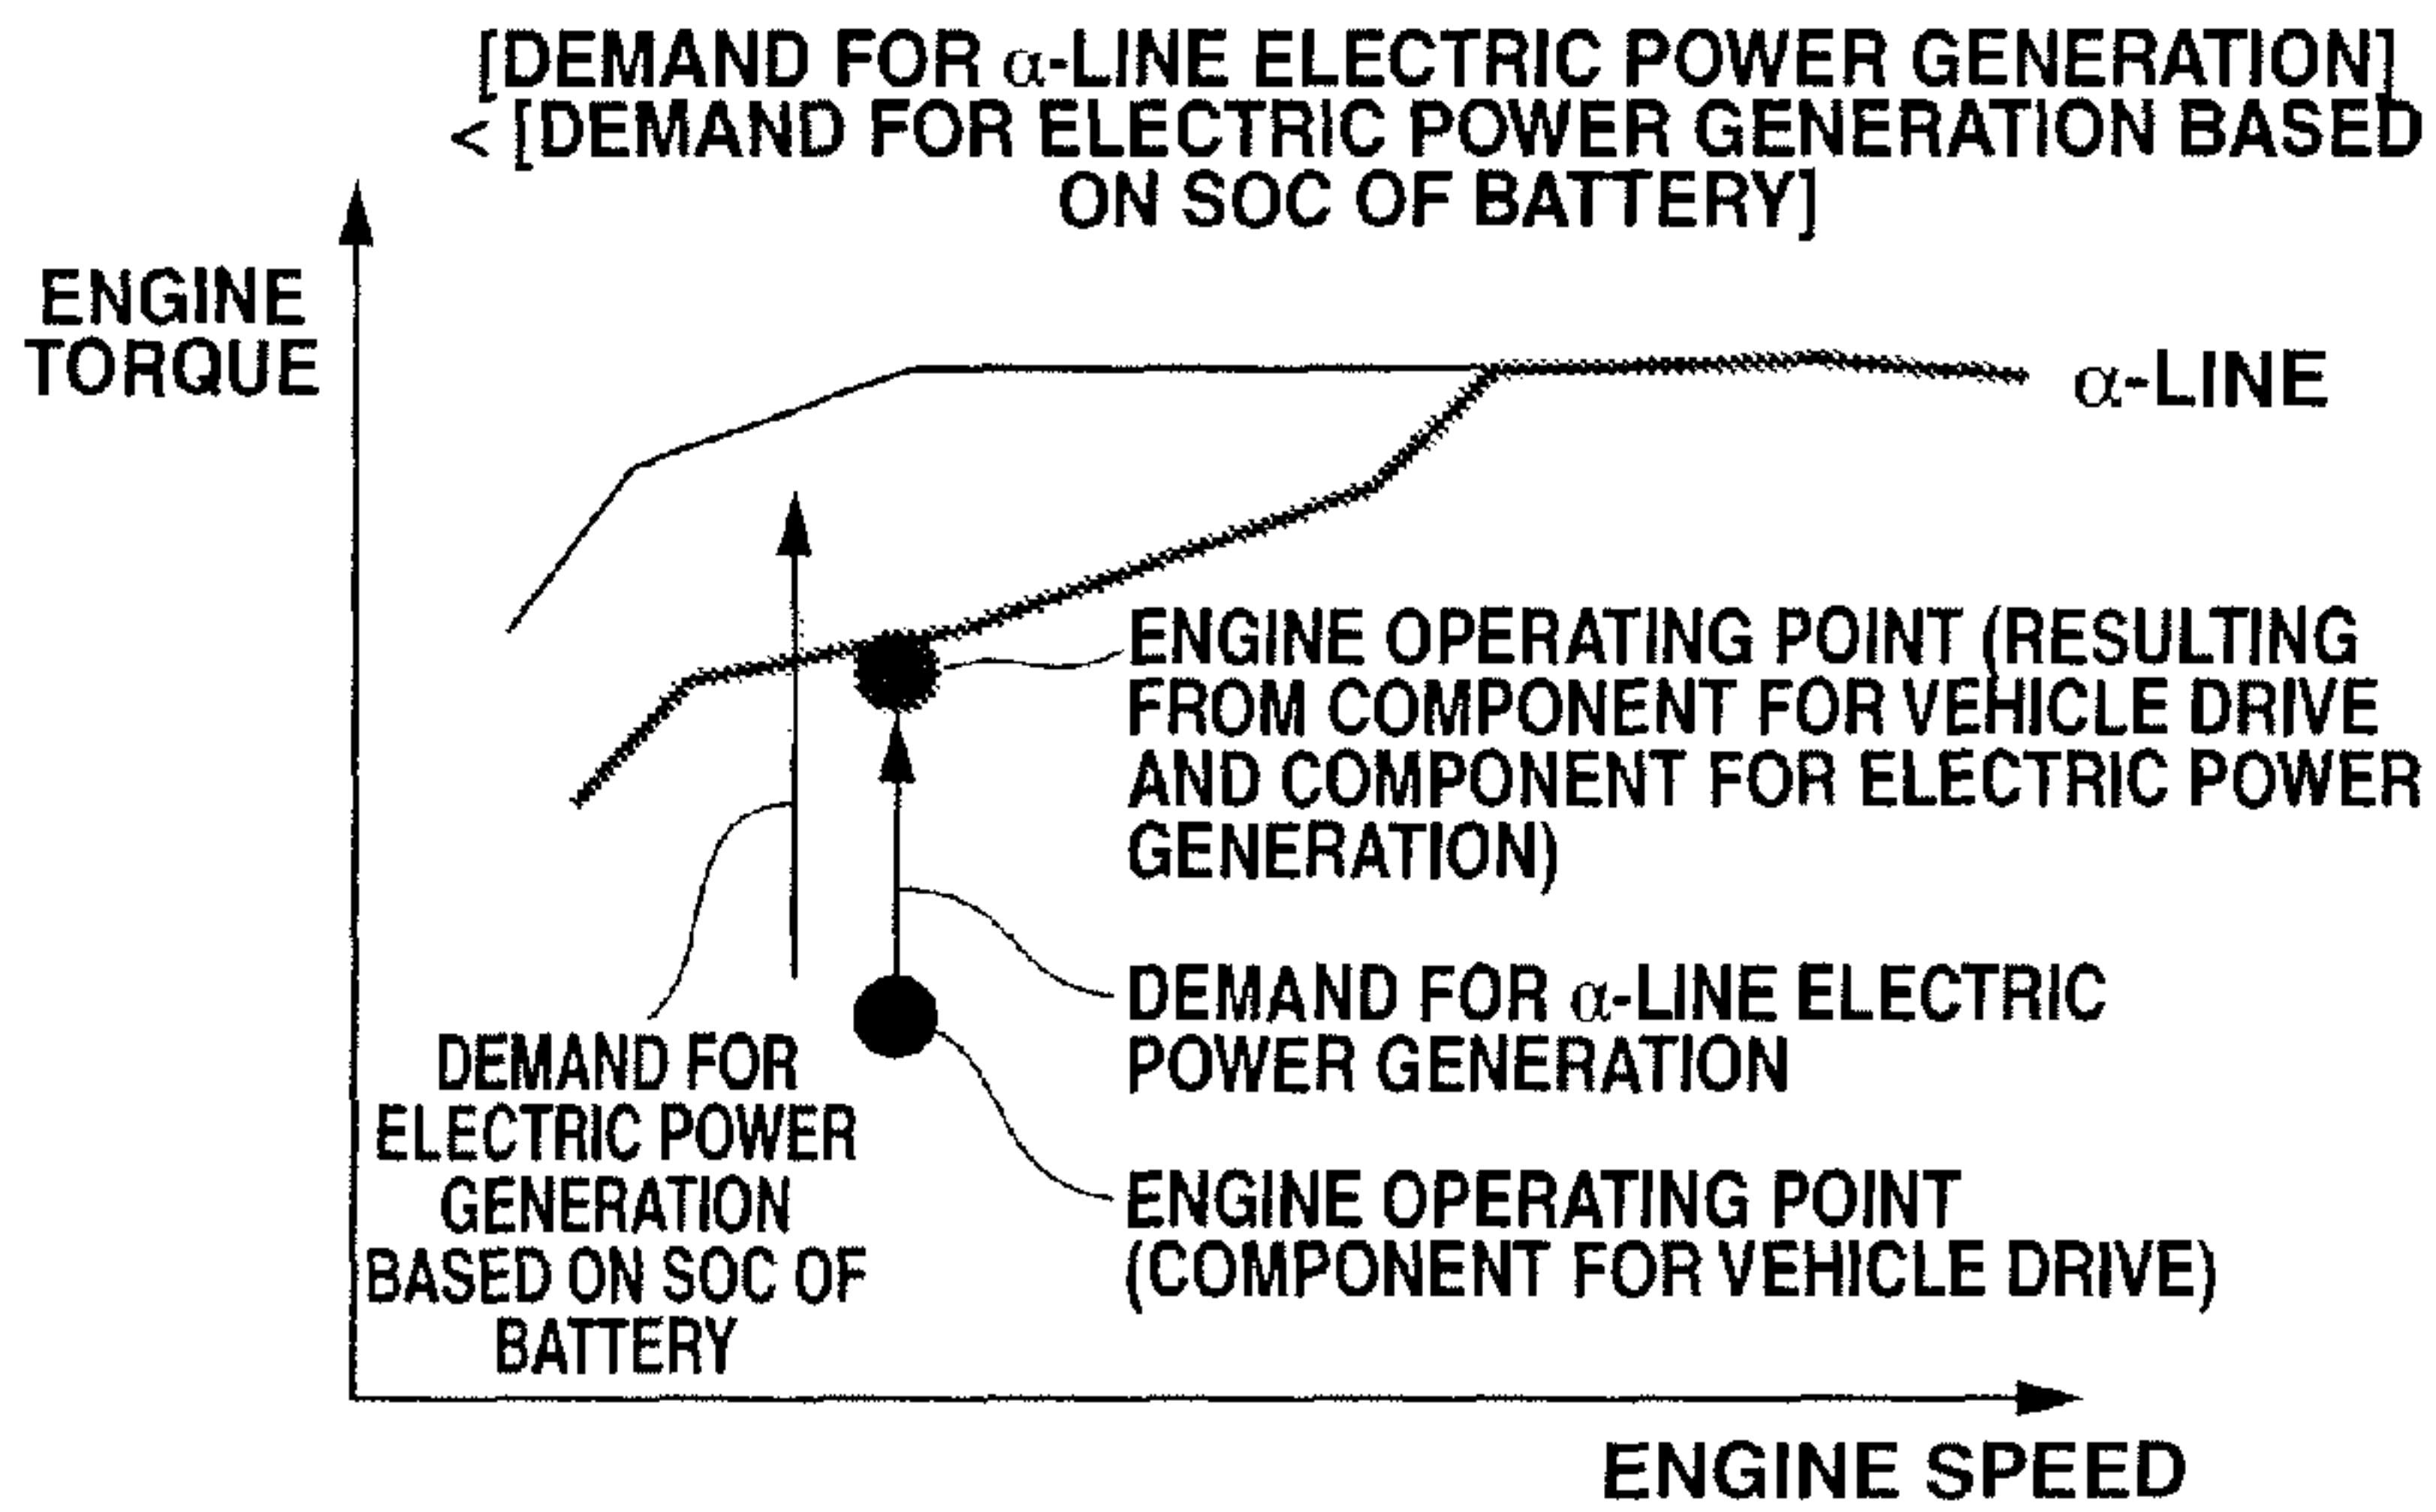 [DEMAND FOR α-LINE ELECTRIC POWER GENERATION]
< [DEMAND FOR ELECTRIC POWER GENERATION BASED
ON SOC OF BATTERY]
ENGINE
TORQUE
α-LINE
ENGINE OPERATING POINT (RESULTING
FROM COMPONENT FOR VEHICLE DRIVE
AND COMPONENT FOR ELECTRIC POWER
GENERATION)
DEMAND FOR α-LINE ELECTRIC
POWER GENERATION
DEMAND FOR
ELECTRIC POWER
GENERATION
BASED ON SOC OF
BATTERY
ENGINE OPERATING POINT
(COMPONENT FOR VEHICLE DRIVE)
ENGINE SPEED